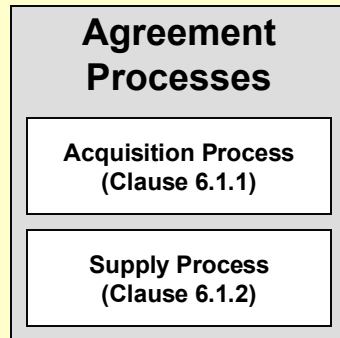 Agreement
Processes
Acquisition Process
(Clause 6.1.1)
Supply Process
(Clause 6.1.2)